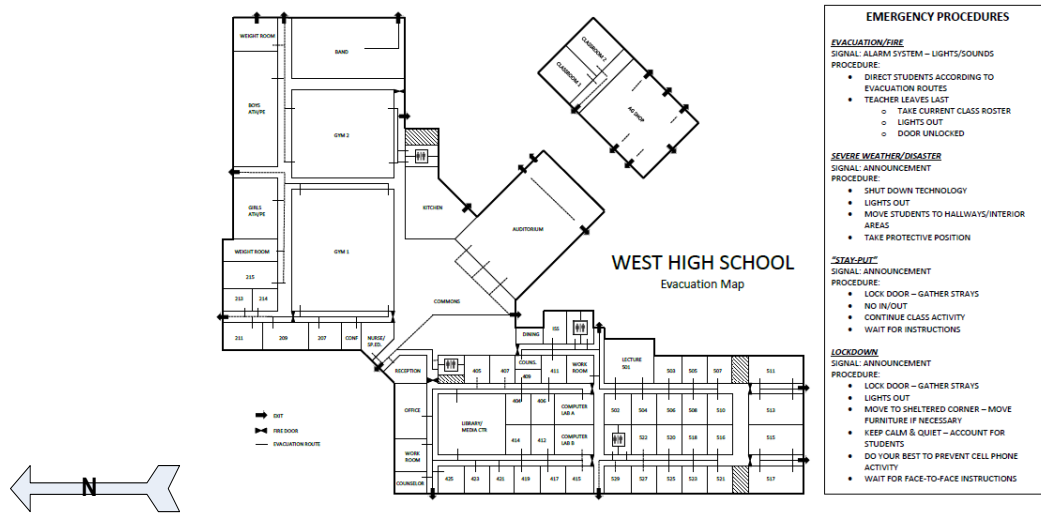 WEIGHT ROOM
BAND
BOYS
ATH/PE
GYM 2
KITCHEN
GIRLS
ATH/PE
WEIGHT ROOM
215
213
214
GYM 1
211
209
207
CONF
NURSE/
SP.ED.
COMMONS
AUDITORIUM
CLASSROOM 2
CLASSROOM 1
AG SHOP
WEST HIGH SCHOOL
Evacuation Map
DINING
RECEPTION
OFFICE
WORK
ROOM
COUNSELOR
405
407
COUNS.
409
411
WORK
ROOM
LECTURE
501
503
505
507
511
LIBRARY/
MEDIA CTR
408
406
COMPUTER
LAB A
414
412
COMPUTER
LAB B
502
504
506
508
510
513
522
520
518
516
515
425
423
421
419
417
415
529
527
525
523
521
517
EXIT
FIRE DOOR
EVACUATION ROUTE
N
EMERGENCY PROCEDURES
EVACUATION/FIRE
SIGNAL: ALARM SYSTEM – LIGHTS/SOUNDS
PROCEDURE:
• DIRECT STUDENTS ACCORDING TO
EVACUATION ROUTES
• TEACHER LEAVES LAST
o TAKE CURRENT CLASS ROSTER
o LIGHTS OUT
o DOOR UNLOCKED
SEVERE WEATHER/DISASTER
SIGNAL: ANNOUNCEMENT
PROCEDURE:
• SHUT DOWN TECHNOLOGY
• LIGHTS OUT
• MOVE STUDENTS TO HALLWAYS/INTERIOR
AREAS
• TAKE PROTECTIVE POSITION
"STAY-PUT"
SIGNAL: ANNOUNCEMENT
PROCEDURE:
• LOCK DOOR – GATHER STRAYS
• NO IN/OUT
• CONTINUE CLASS ACTIVITY
• WAIT FOR INSTRUCTIONS
LOCKDOWN
SIGNAL: ANNOUNCEMENT
PROCEDURE:
• LOCK DOOR – GATHER STRAYS
• LIGHTS OUT
• MOVE TO SHELTERED CORNER – MOVE
FURNITURE IF NECESSARY
• KEEP CALM & QUIET – ACCOUNT FOR
STUDENTS
• DO YOUR BEST TO PREVENT CELL PHONE
ACTIVITY
• WAIT FOR FACE-TO-FACE INSTRUCTIONS